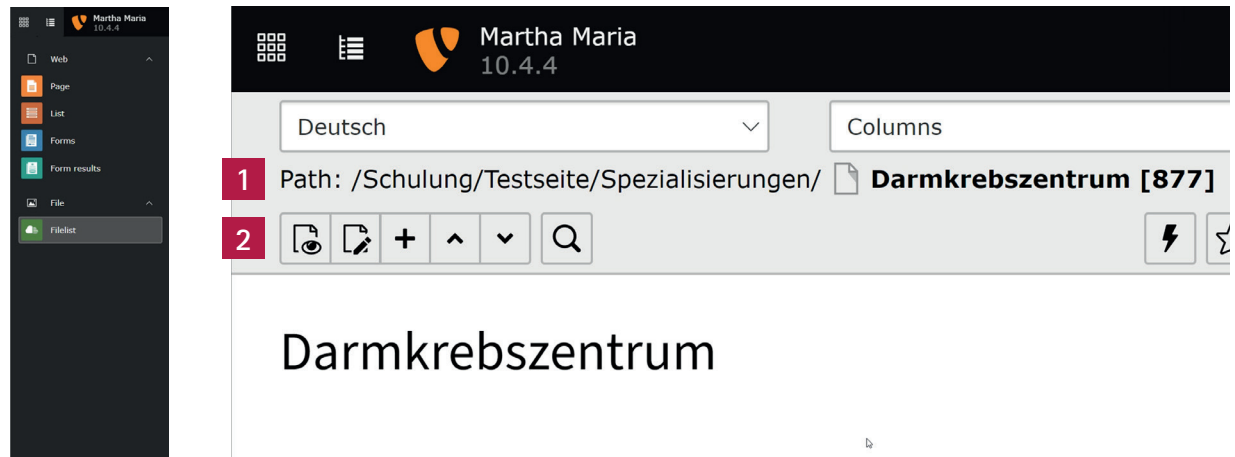 Martha Maria
10.4.4
Web
Page
List
Forms
Form results
File
Filelist
Martha Maria
10.4.4
Deutsch
Columns
1
Path: /Schulung/Testseite/Spezialisierungen/ Darmkrebszentrum [877]
2
Darmkrebszentrum